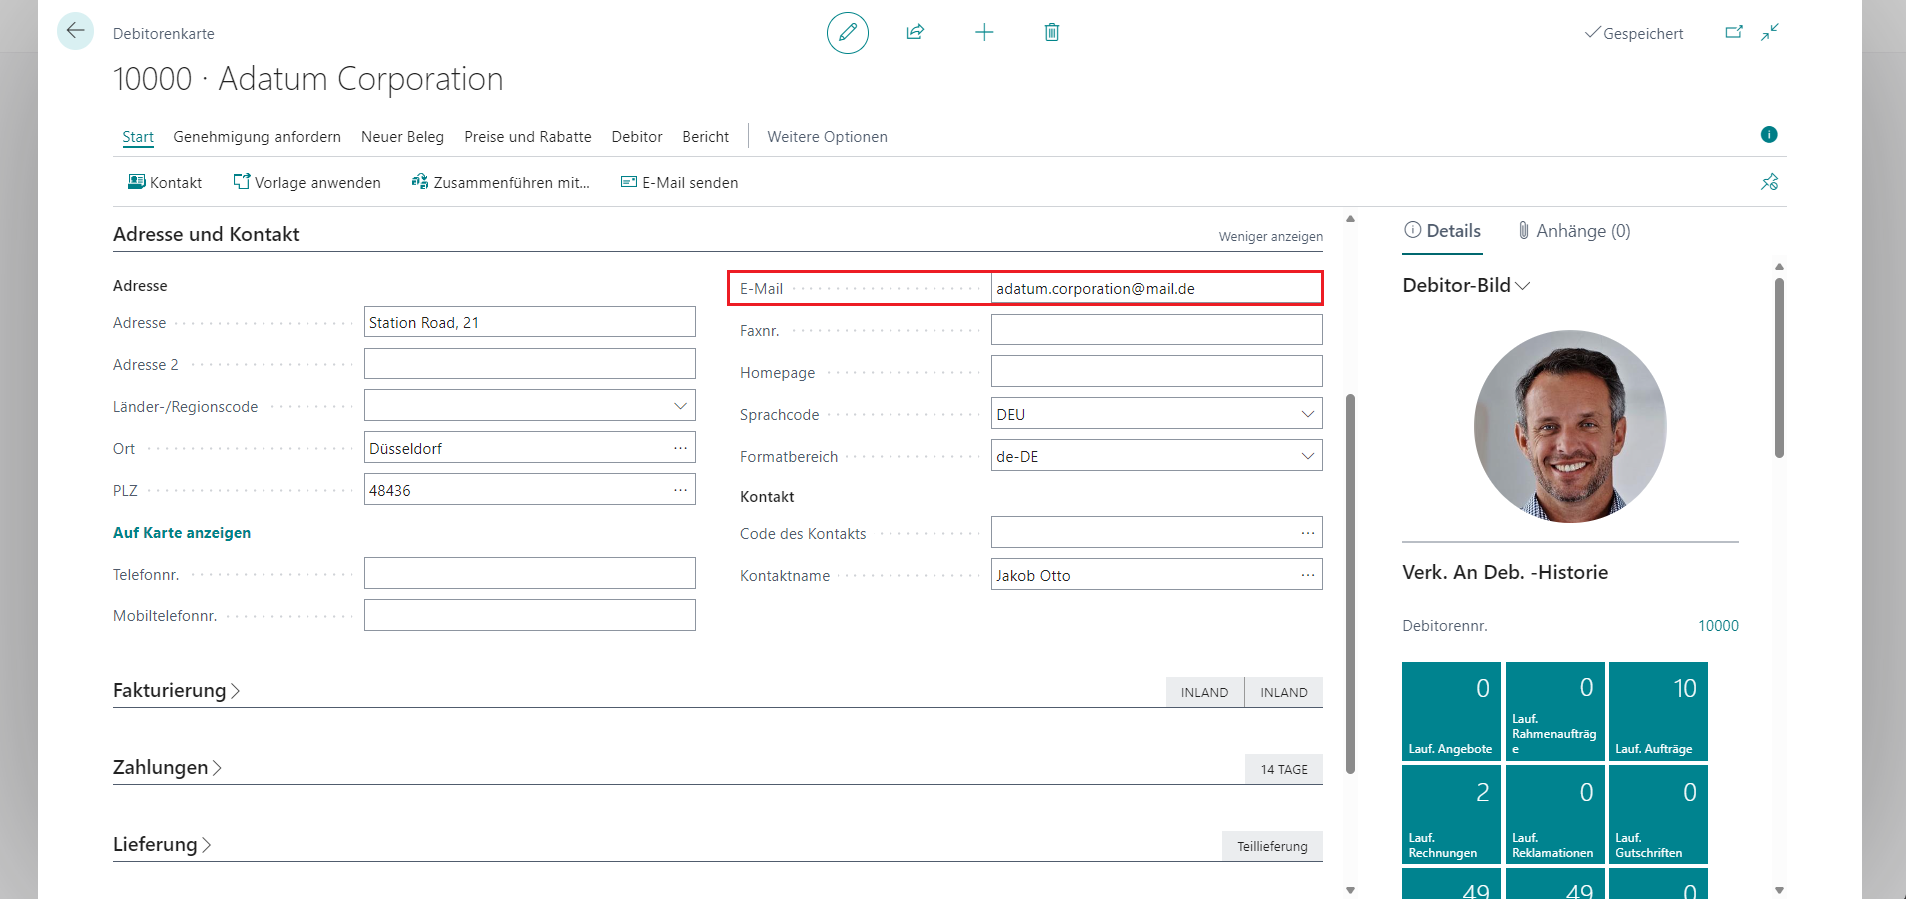 Debitorenkarte
Gespeichert
10000 · Adatum Corporation
Start Genehmigung anfordern Neuer Beleg Preise und Rabatte Debitor Bericht Weitere Optionen
Kontakt Vorlage anwenden Zusammenführen mit... E-Mail senden
Adresse und Kontakt
Weniger anzeigen
Adresse
Adresse Station Road, 21
Adresse 2
Länder-/Regionscode
Ort Düsseldorf
PLZ 48436
Auf Karte anzeigen
Telefonnr.
Mobiltelefonnr.
E-Mail adatum.corporation@mail.de
Faxnr.
Homepage
Sprachcode DEU
Formatbereich de-DE
Kontakt
Code des Kontakts
Kontaktname Jakob Otto
Fakturierung INLAND INLAND
Zahlungen 14 TAGE
Lieferung Teillieferung
Details Anhänge (0)
Debitor-Bild
Verk. An Deb. -Historie
Debitorennr. 10000
0
Lauf. Angebote
0
Lauf.
Rahmenaufträg
e
10
Lauf. Aufträge
2
Lauf.
Rechnungen
0
Lauf.
Reklamationen
0
Lauf.
Gutschriften
49
49
0